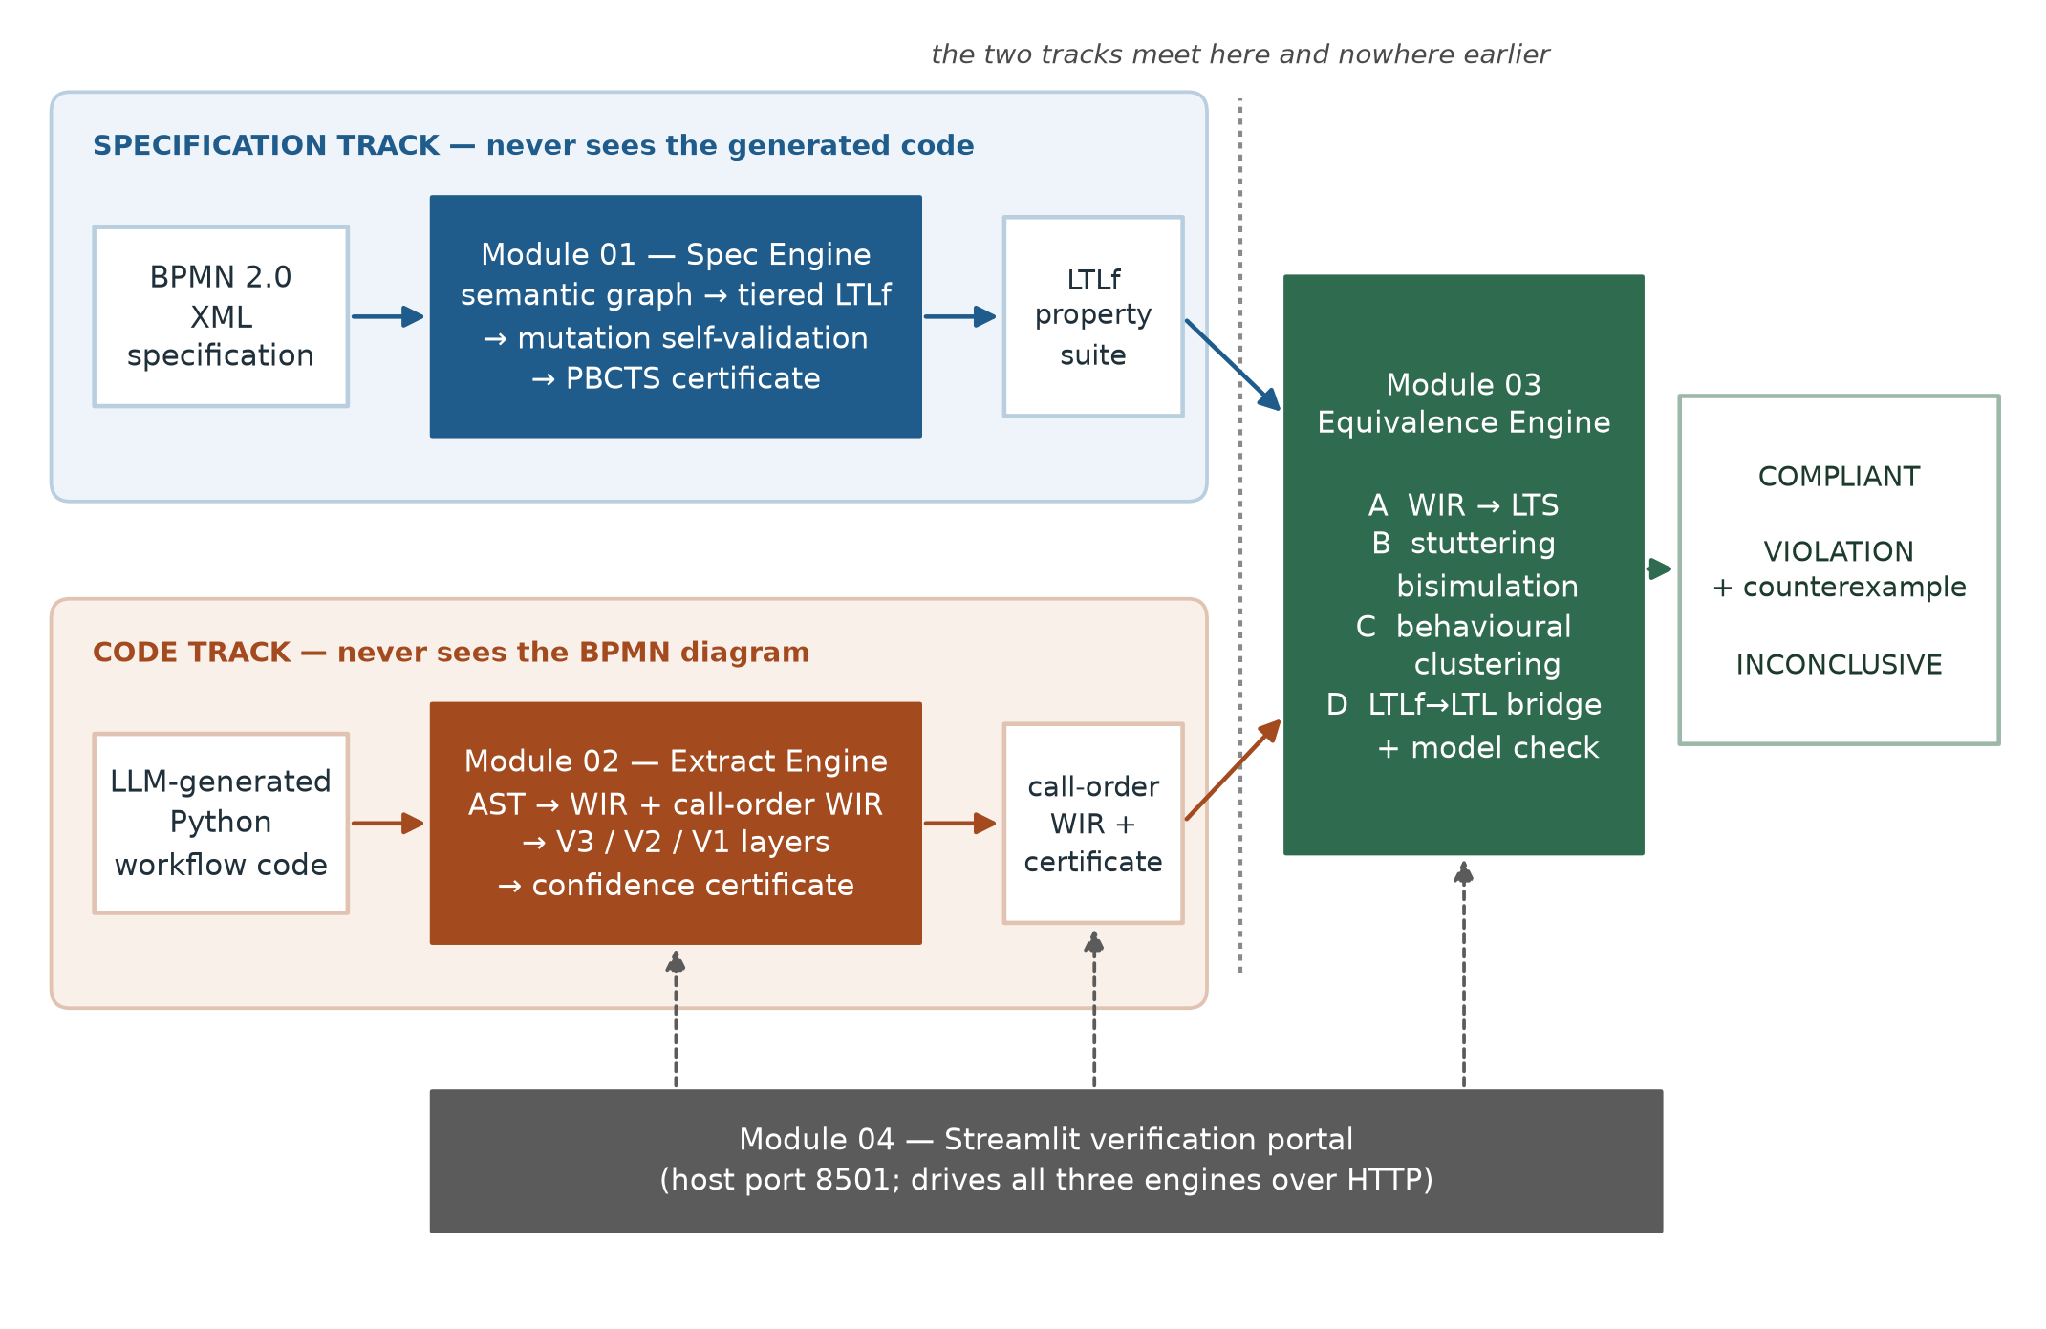 the two tracks meet here and nowhere earlier
SPECIFICATION TRACK — never sees the generated code
BPMN 2.0
XML
specification
Module 01 — Spec Engine
semantic graph → tiered LTLf
→ mutation self-validation
→ PBCTS certificate
LTLf
property
suite
CODE TRACK — never sees the BPMN diagram
LLM-generated
Python
workflow code
Module 02 — Extract Engine
AST → WIR + call-order WIR
→ V3 / V2 / V1 layers
→ confidence certificate
call-order
WIR +
certificate
Module 03
Equivalence Engine
A WIR → LTS
B stuttering
bisimulation
C behavioural
clustering
D LTLf→LTL bridge
+ model check
COMPLIANT
VIOLATION
+ counterexample
INCONCLUSIVE
Module 04 — Streamlit verification portal
(host port 8501; drives all three engines over HTTP)